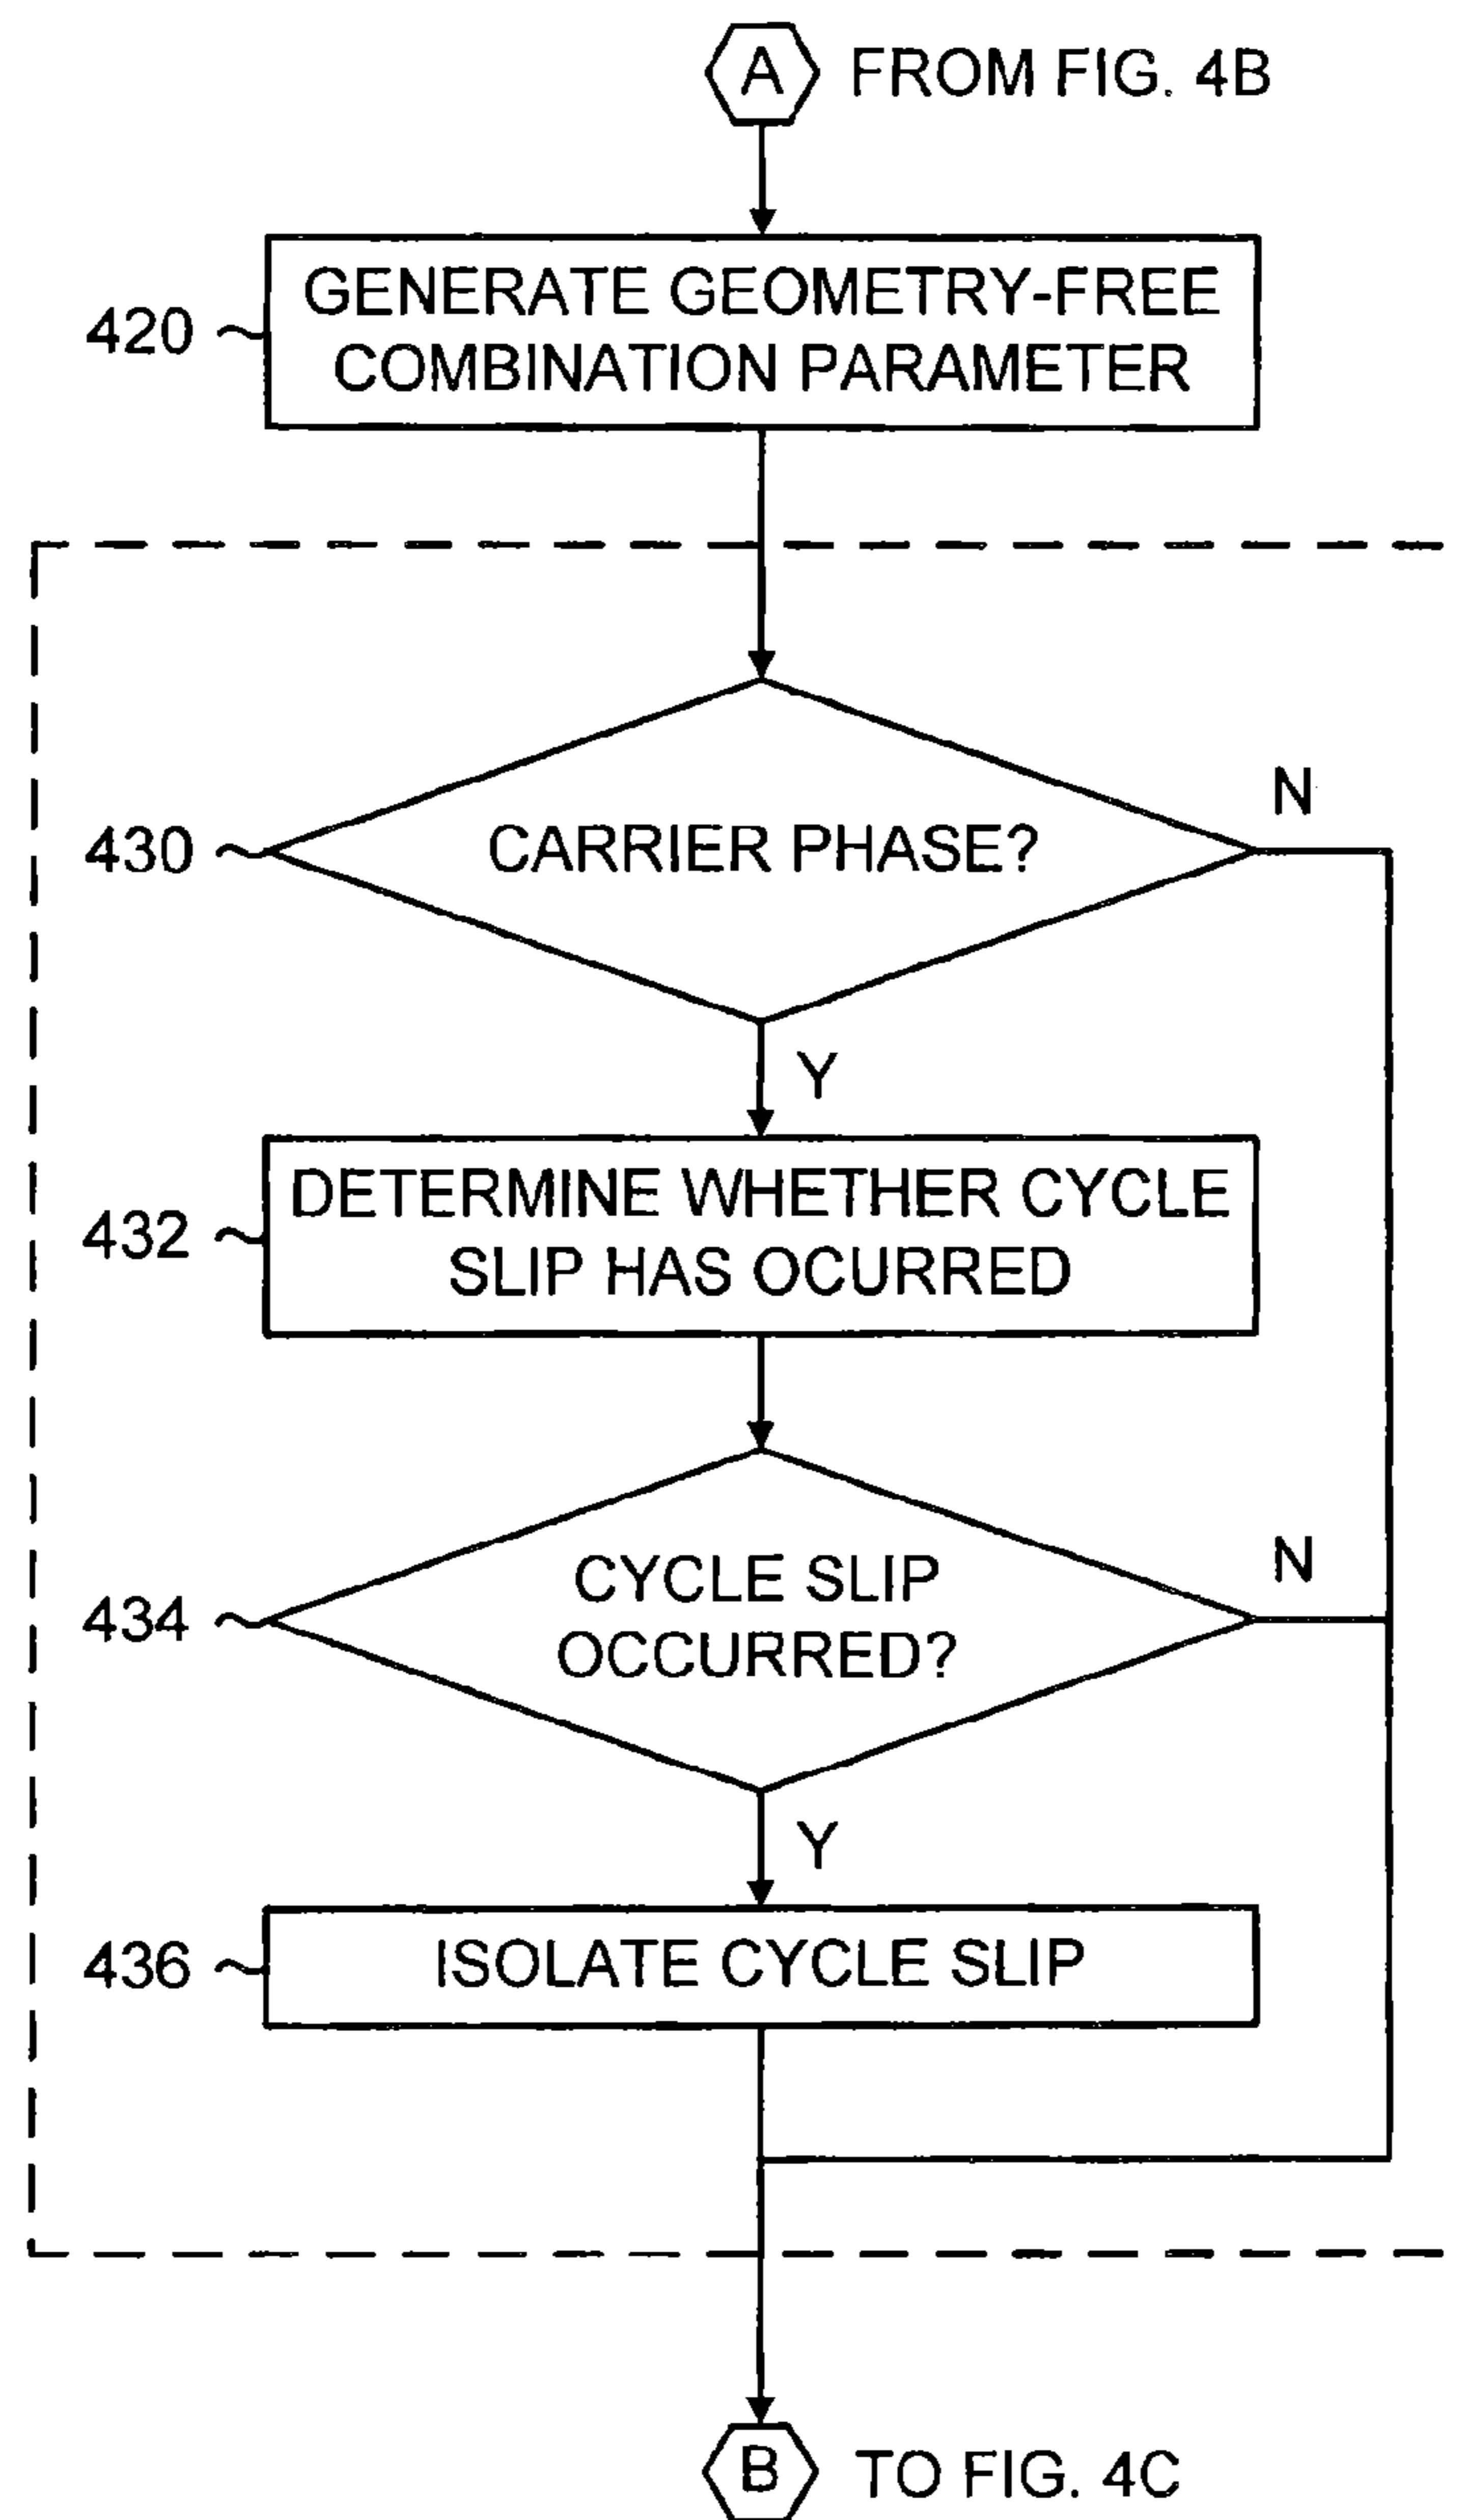 A FROM FIG. 4B
GENERATE GEOMETRY-FREE
COMBINATION PARAMETER
420
N
430
CARRIER PHASE?
Y
DETERMINE WHETHER CYCLE
432
SLIP HAS OCURRED
N
CYCLE SLIP
434
OCCURRED?
Y
436
ISOLATE CYCLE SLIP
B TO FIG. 4C